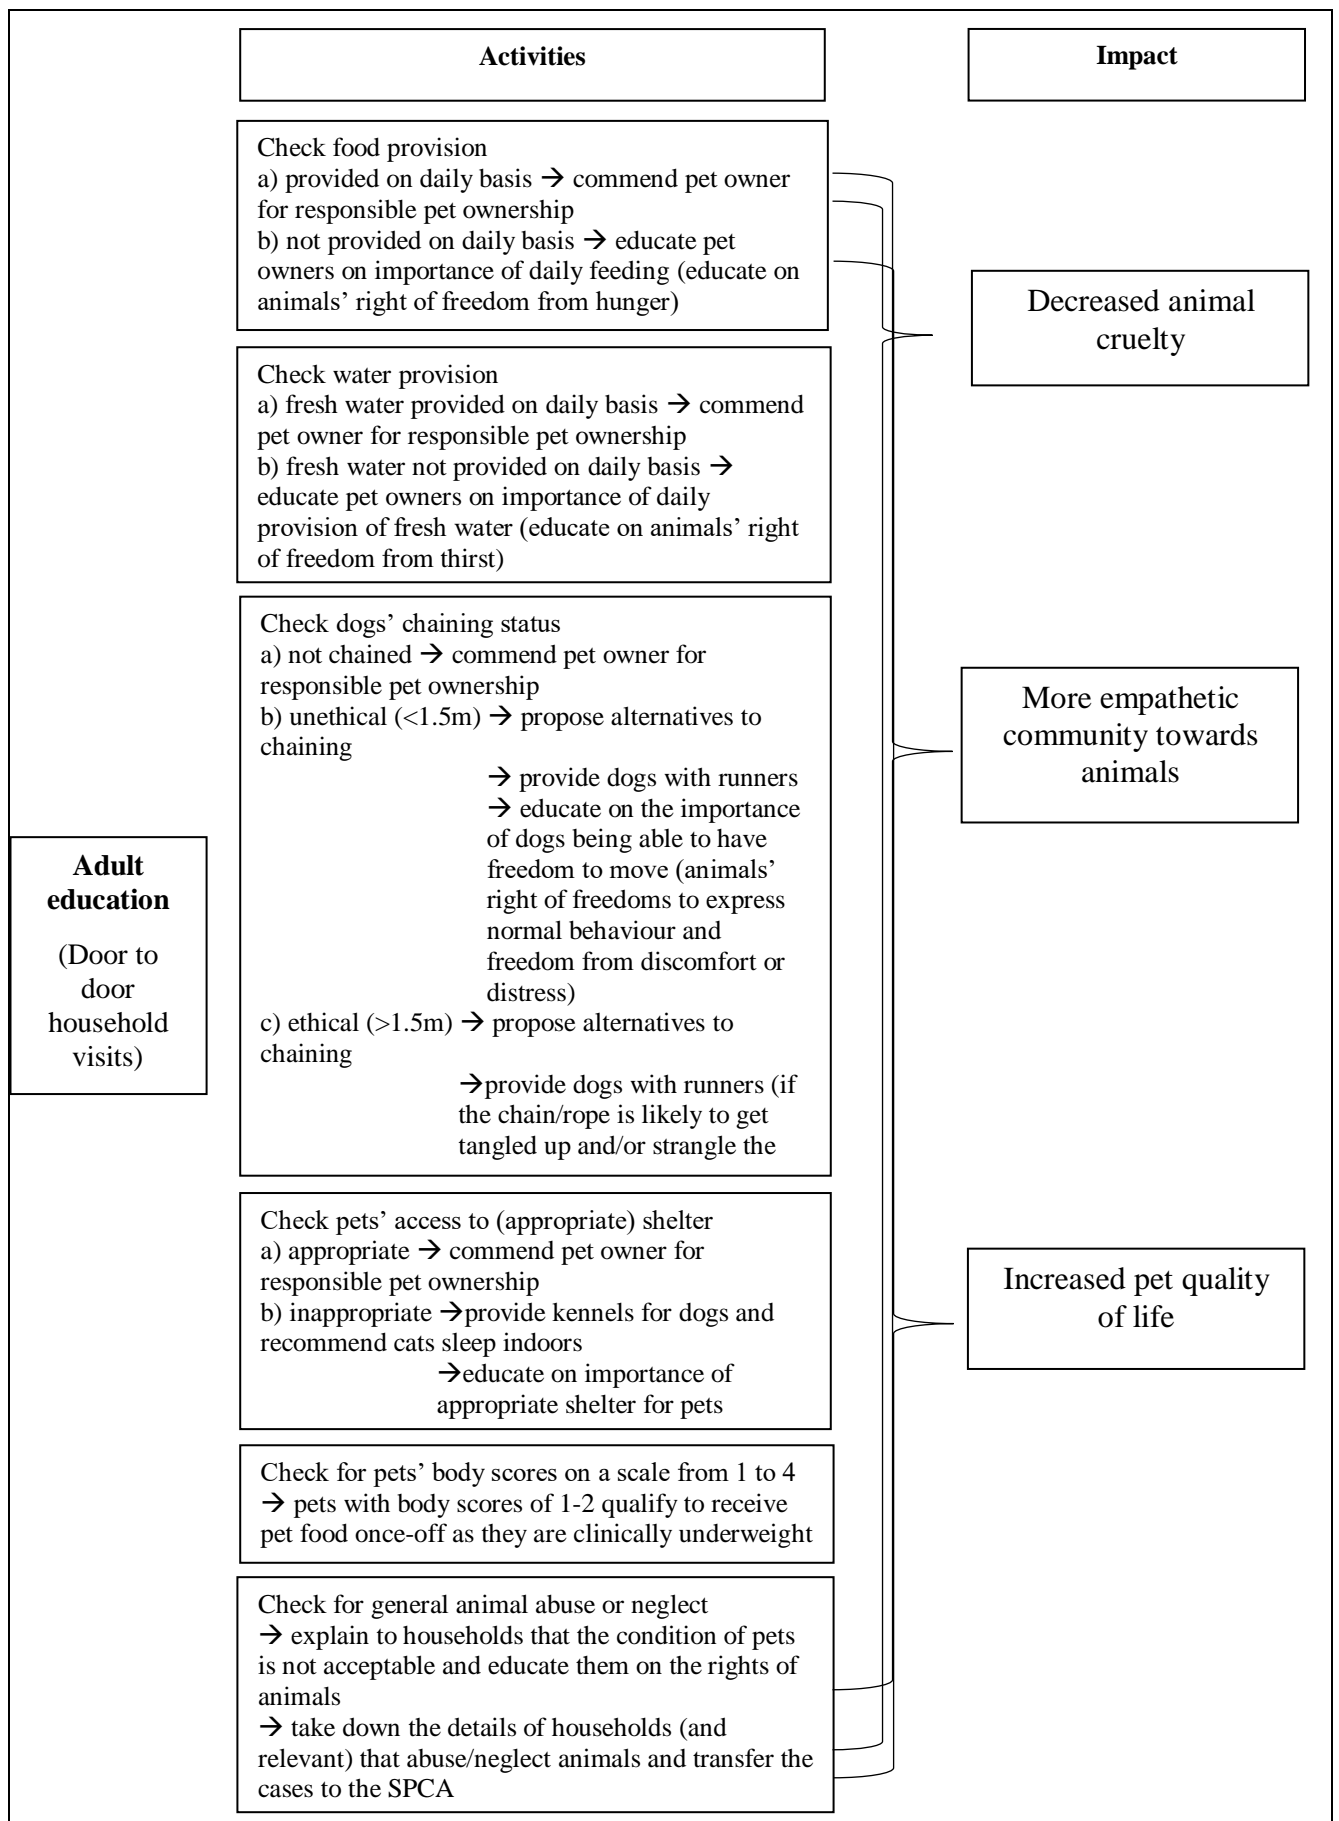 Activities
Impact
Check food provision
a) provided on daily basis → commend pet owner
for responsible pet ownership
b) not provided on daily basis → educate pet
owners on importance of daily feeding (educate on
animals’ right of freedom from hunger)
Decreased animal
cruelty
Check water provision
a) fresh water provided on daily basis → commend
pet owner for responsible pet ownership
b) fresh water not provided on daily basis →
educate pet owners on importance of daily
provision of fresh water (educate on animals’ right
of freedom from thirst)
Check dogs’ chaining status
a) not chained → commend pet owner for
responsible pet ownership
b) unethical (<1.5m) → propose alternatives to
chaining
→ provide dogs with runners
→ educate on the importance
of dogs being able to have
freedom to move (animals’
right of freedoms to express
normal behaviour and
freedom from discomfort or
distress)
c) ethical (>1.5m) → propose alternatives to
chaining
→provide dogs with runners (if
the chain/rope is likely to get
tangled up and/or strangle the
More empathetic
community towards
animals
Adult
education
(Door to
door
household
visits)
Check pets’ access to (appropriate) shelter
a) appropriate → commend pet owner for
responsible pet ownership
b) inappropriate →provide kennels for dogs and
recommend cats sleep indoors
→educate on importance of
appropriate shelter for pets
Increased pet quality
of life
Check for pets’ body scores on a scale from 1 to 4
→ pets with body scores of 1-2 qualify to receive
pet food once-off as they are clinically underweight
Check for general animal abuse or neglect
→ explain to households that the condition of pets
is not acceptable and educate them on the rights of
animals
→ take down the details of households (and
relevant) that abuse/neglect animals and transfer the
cases to the SPCA